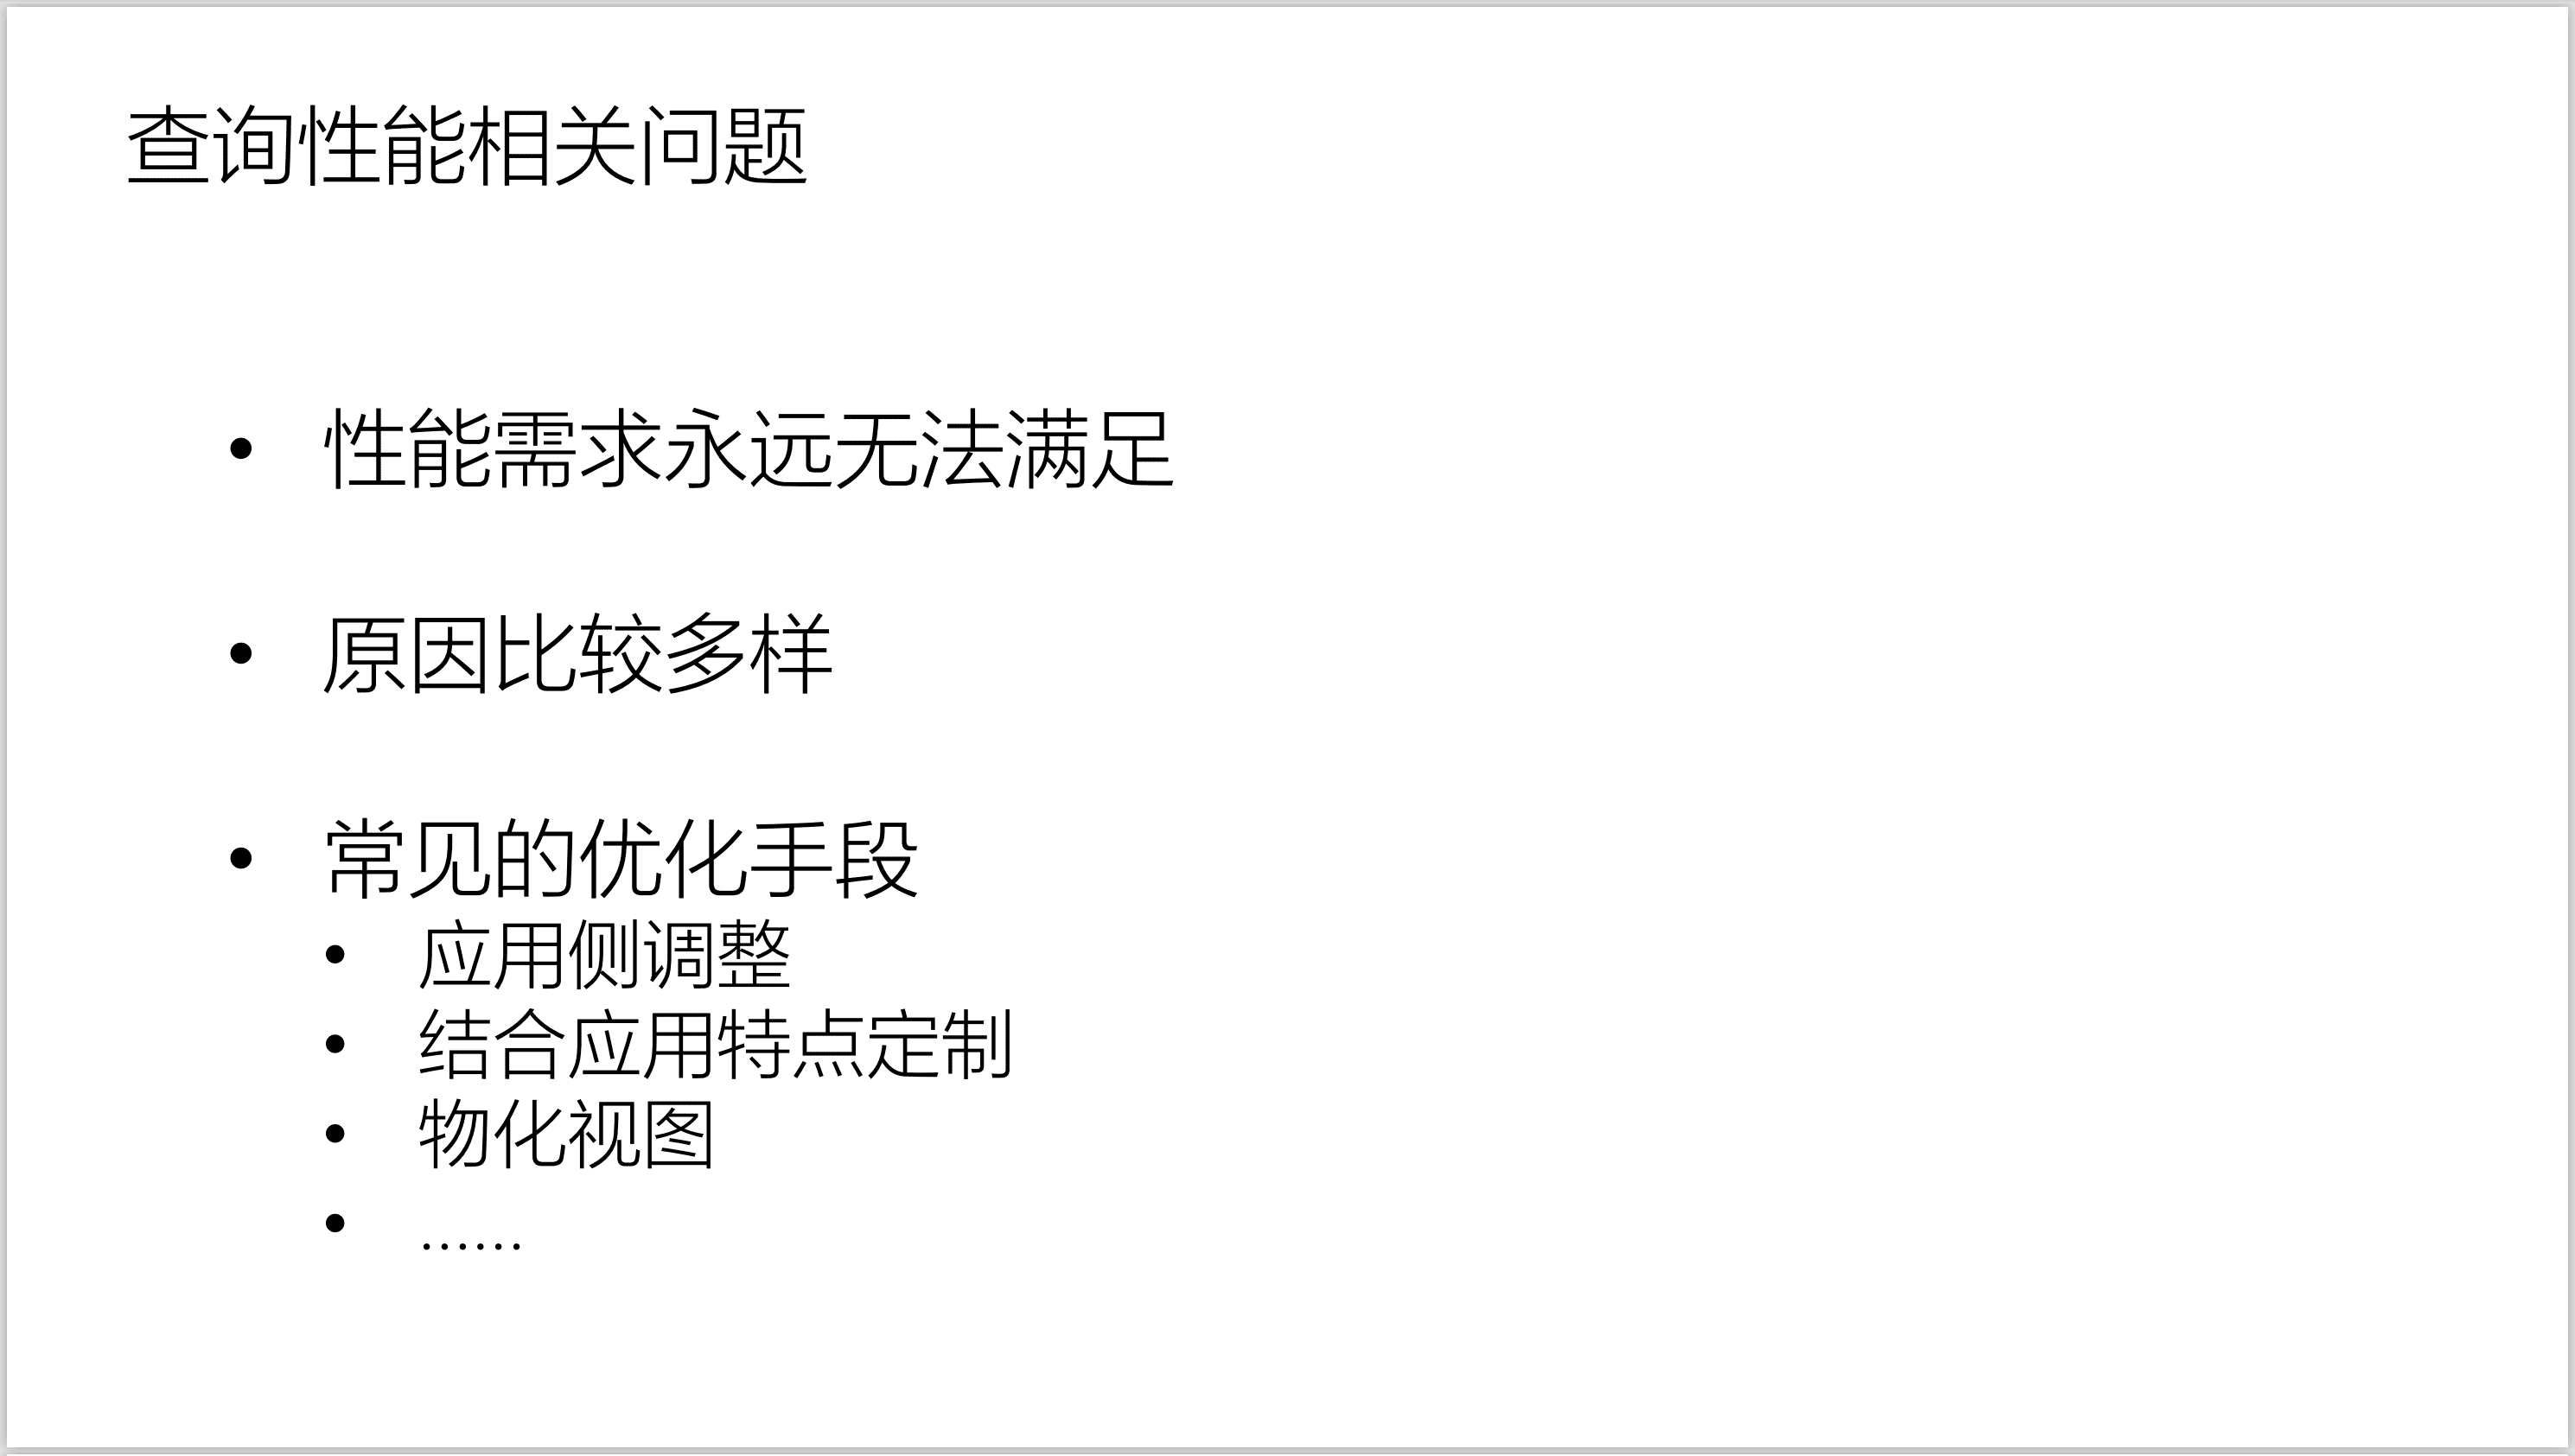 查询性能相关问题
• 性能需求永远无法满足
• 原因比较多样
• 常见的优化手段
• 应用侧调整
• 结合应用特点定制
• 物化视图
• ……